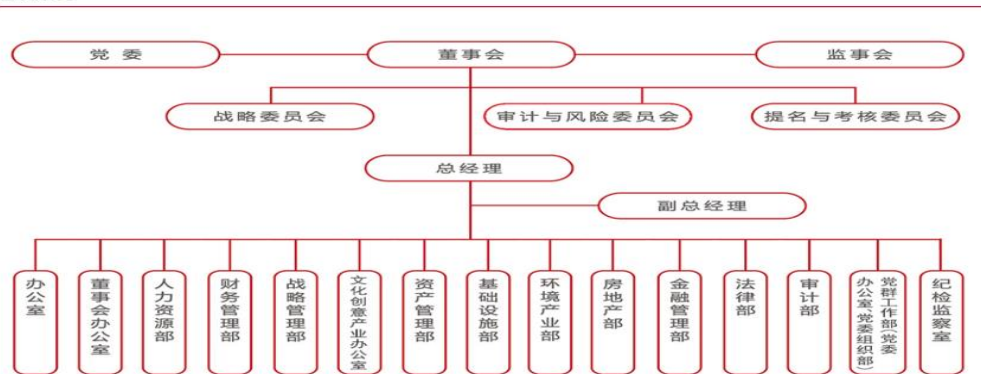 党委
董事会
监事会
战略委员会
审计与风险委员会
提名与考核委员会
总经理
副总经理
办公室
董事会办公室
人力资源部
财务管理部
战略管理部
文化创意产业办公室
资产管理部
基础设施部
环境产业部
房地产部
金融管理部
法律部
审计部
党群工作部(党委
办公室、党委组织部)
纪检监察室